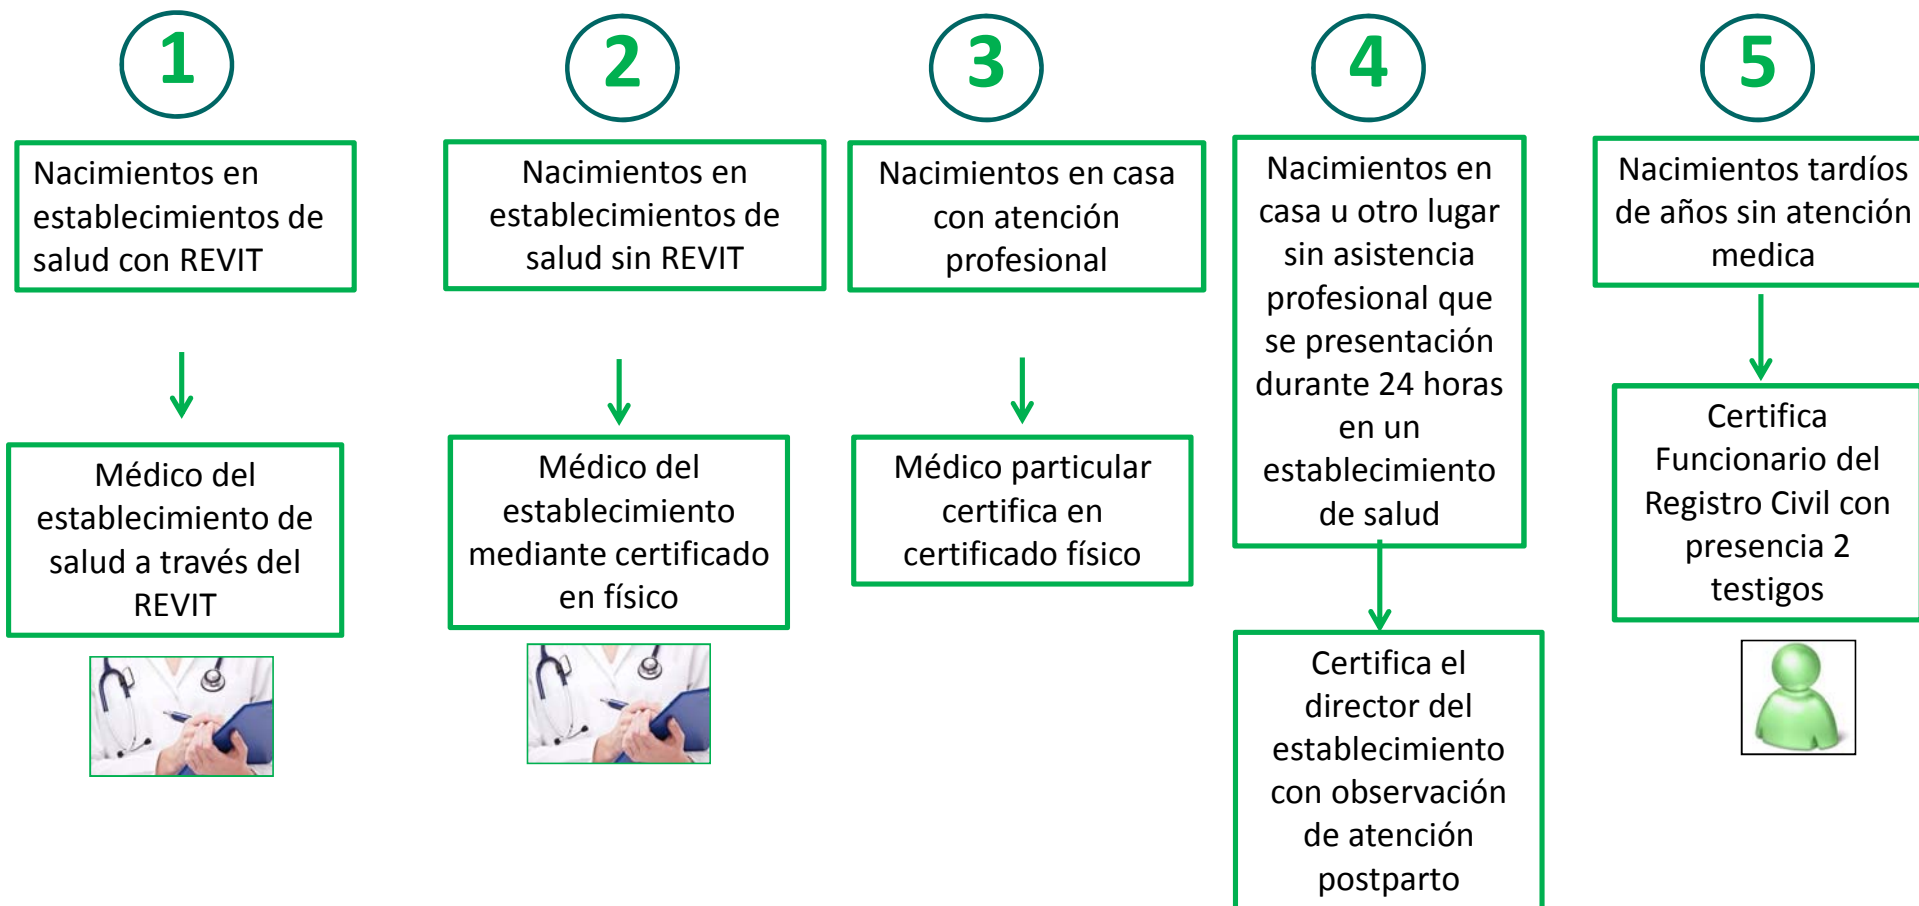 1
Nacimientos en
establecimientos de
salud con REVIT
Médico del
establecimiento de
salud a través del
REVIT
2
Nacimientos en
establecimientos de
salud sin REVIT
Médico del
establecimiento
mediante certificado
en físico
3
Nacimientos en casa
con atención
profesional
Médico particular
certifica en
certificado físico
4
Nacimientos en
casa u otro lugar
sin asistencia
profesional que
se presentación
durante 24 horas
en un
establecimiento
de salud
Certifica el
director del
establecimiento
con observación
de atención
postparto
5
Nacimientos tardíos
de años sin atención
medica
Certifica
Funcionario del
Registro Civil con
presencia 2
testigos